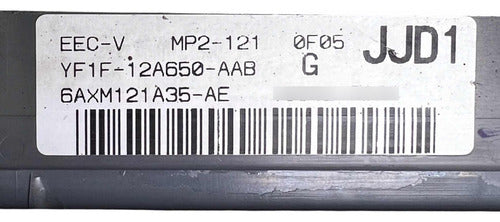 EEC-V MP2-121 0F05 JJD1
YF1F-12A650-AAB G
6AXM121A35-AE